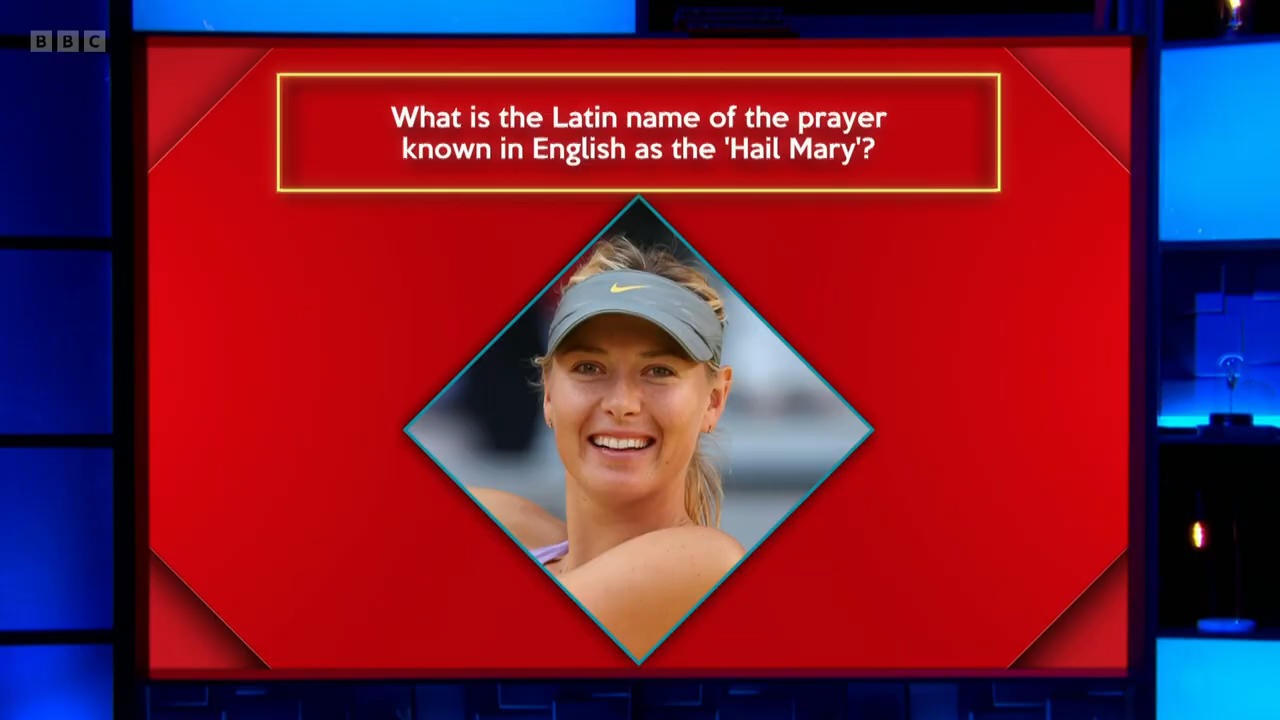 BBC
What is the Latin name of the prayer
known in English as the 'Hail Mary'?